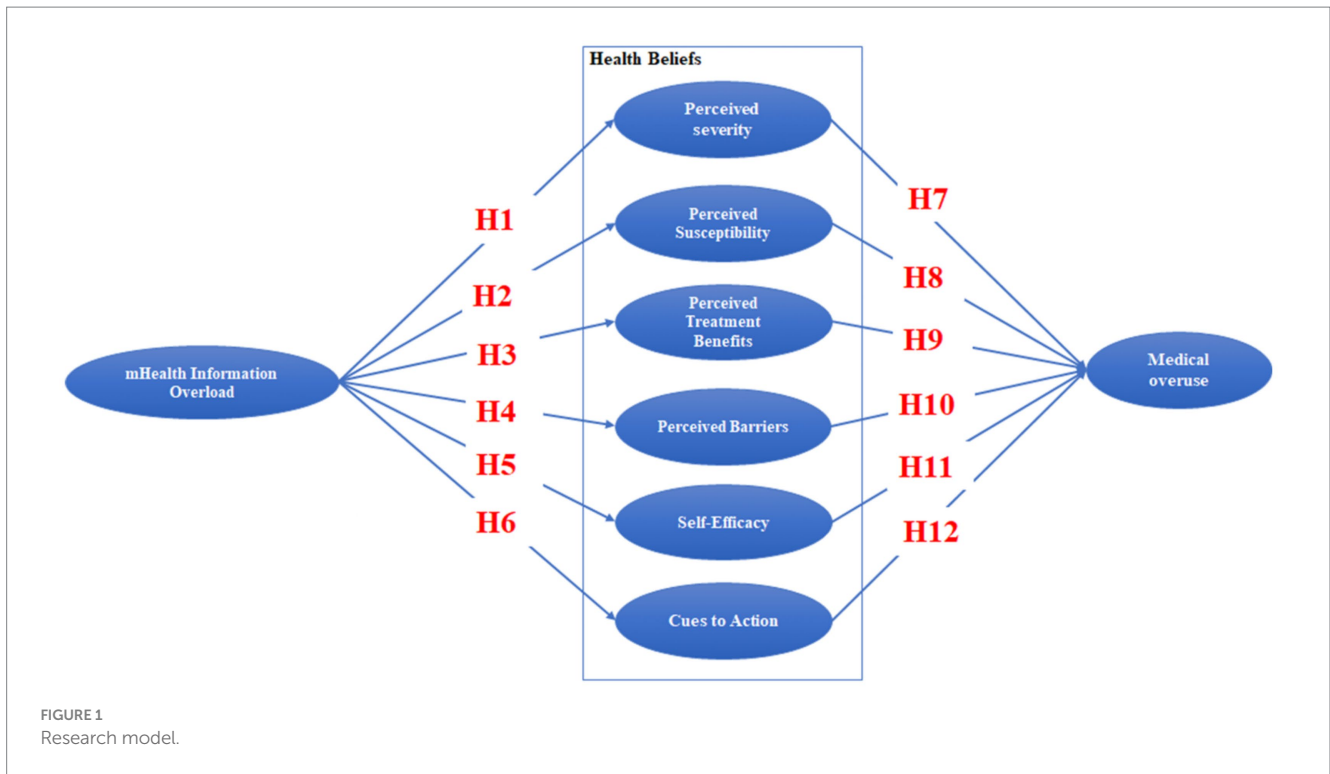 Health Beliefs
Perceived
severity
H1
H7
Perceived
Susceptibility
H2
H8
Perceived
Treatment
Benefits
H3
H9
mHealth Information
Overload
Medical
overuse
H4
H10
Perceived Barriers
H5
H11
Self-Efficacy
H6
H12
Cues to Action
FIGURE 1
Research model.